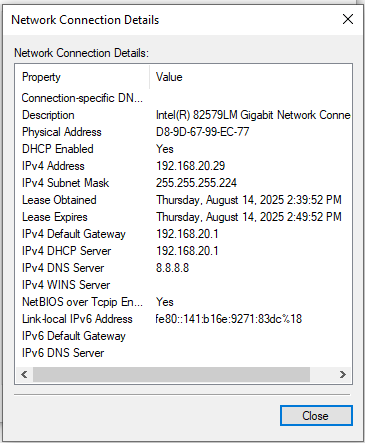 Network Connection Details
Network Connection Details:
Property Value
Connection-specific DN...
Description Intel(R) 82579LM Gigabit Network Conne
Physical Address D8-9D-67-99-EC-77
DHCP Enabled Yes
IPv4 Address 192.168.20.29
IPv4 Subnet Mask 255.255.255.224
Lease Obtained Thursday, August 14, 2025 2:39:52 PM
Lease Expires Thursday, August 14, 2025 2:49:52 PM
IPv4 Default Gateway 192.168.20.1
IPv4 DHCP Server 192.168.20.1
IPv4 DNS Server 8.8.8.8
IPv4 WINS Server
NetBIOS over Tcpip En... Yes
Link-local IPv6 Address fe80::141:b16e:9271:83dc%18
IPv6 Default Gateway
IPv6 DNS Server
Close